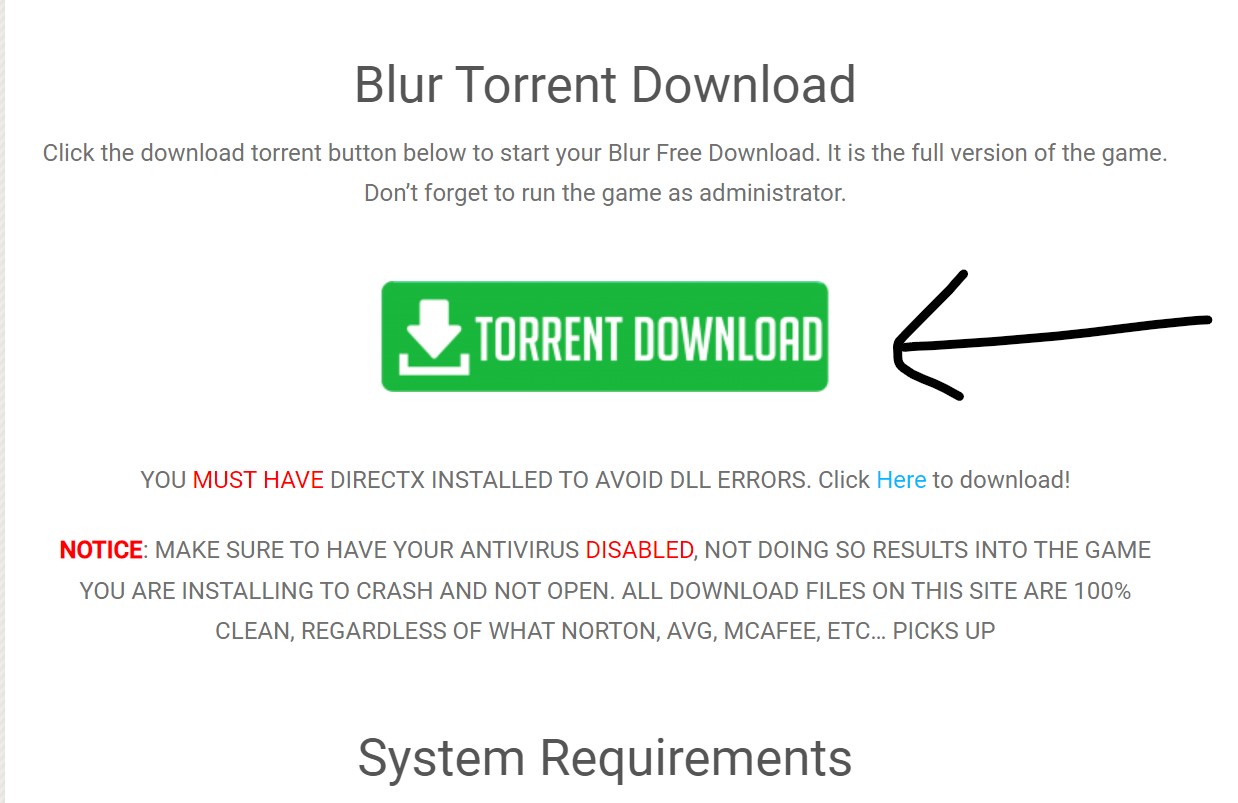 Blur Torrent Download
Click the download torrent button below to start your Blur Free Download. It is the full version of the game.
Don’t forget to run the game as administrator.
TORRENT DOWNLOAD
YOU MUST HAVE DIRECTX INSTALLED TO AVOID DLL ERRORS. Click Here to download!
NOTICE: MAKE SURE TO HAVE YOUR ANTIVIRUS DISABLED, NOT DOING SO RESULTS INTO THE GAME
YOU ARE INSTALLING TO CRASH AND NOT OPEN. ALL DOWNLOAD FILES ON THIS SITE ARE 100%
CLEAN, REGARDLESS OF WHAT NORTON, AVG, MCAFEE, ETC… PICKS UP
System Requirements